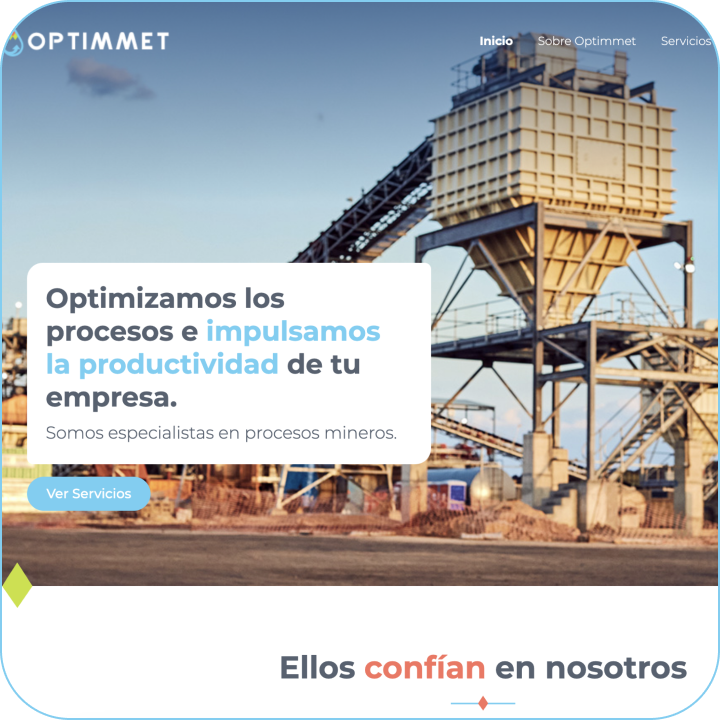 OPTIMMET
Inicio Sobre Optimmet Servicios
Optimizamos los
procesos e impulsamos
la productividad de tu
empresa.
Somos especialistas en procesos mineros.
Ver Servicios
Ellos confían en nosotros